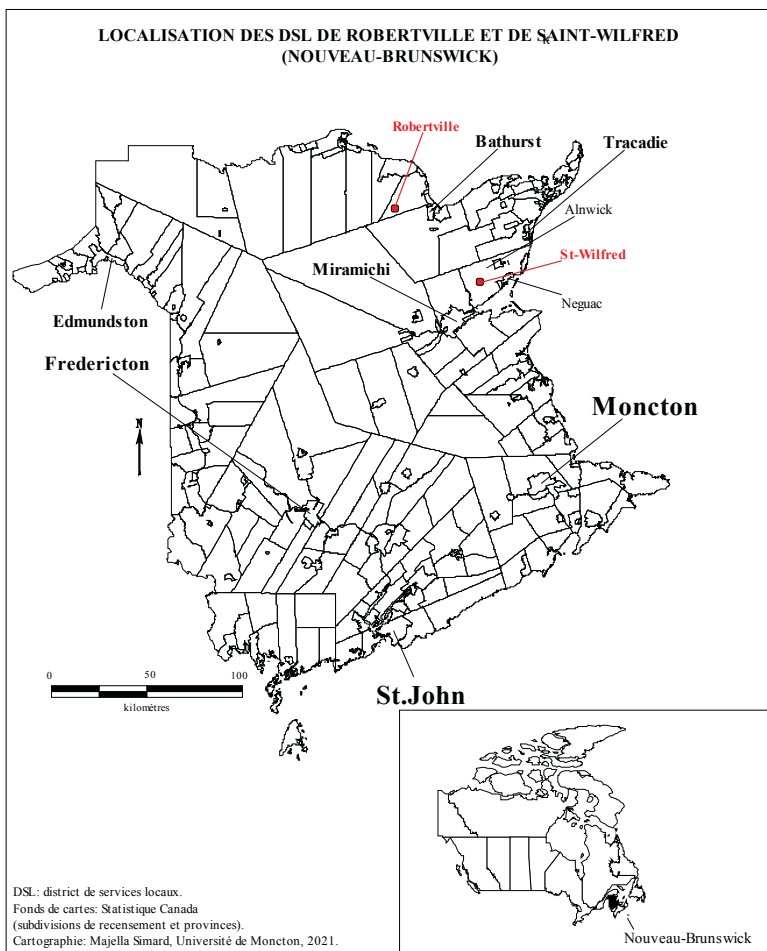 LOCALISATION DES DSL DE ROBERTVILLE ET DE SAINT-WILFRED
(NOUVEAU-BRUNSWICK)
Robertville
Bathurst
Tracadie
Alnwick
St-Wilfred
Miramichi
Neguac
Edmundston
Fredericton
Moncton
N
0 50 100
kilomètres
St.John
DSL: district de services locaux.
Fonds de cartes: Statistique Canada
(subdivisions de recensement et provinces).
Cartographie: Majella Simard, Université de Moncton, 2021.
Nouveau-Brunswick